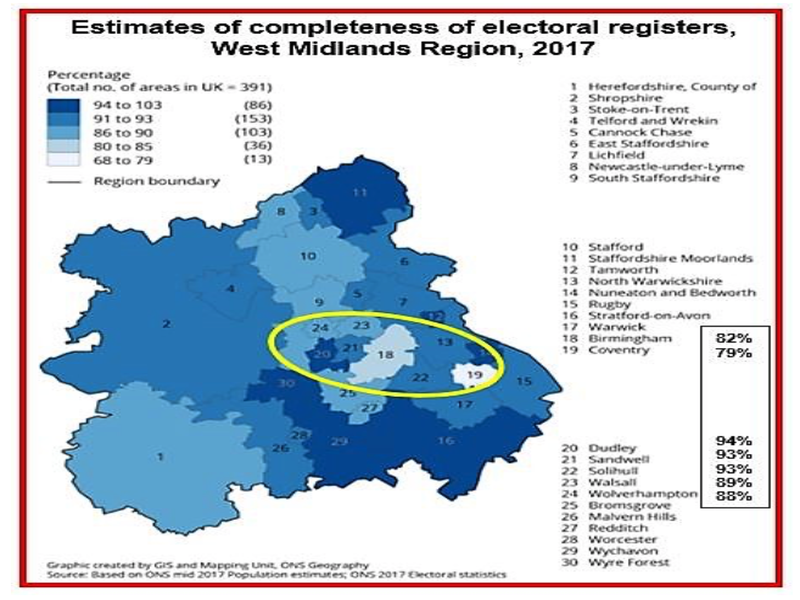 Estimates of completeness of electoral registers,
West Midlands Region, 2017
Percentage
(Total no. of areas in UK = 391)
94 to 103 (86)
91 to 93 (153)
86 to 90 (103)
80 to 85 (36)
68 to 79 (13)
Region boundary
1 Herefordshire, County of
2 Shropshire
3 Stoke-on-Trent
4 Telford and Wrekin
5 Cannock Chase
6 East Staffordshire
7 Lichfield
8 Newcastle-under-Lyme
9 South Staffordshire
10 Stafford
11 Staffordshire Moorlands
12 Tamworth
13 North Warwickshire
14 Nuneaton and Bedworth
15 Rugby
16 Stratford-on-Avon
17 Warwick
18 Birmingham 82%
19 Coventry 79%
20 Dudley 94%
21 Sandwell 93%
22 Solihull 93%
23 Walsall 89%
24 Wolverhampton 88%
25 Bromsgrove
26 Malvern Hills
27 Redditch
28 Worcester
29 Wychavon
30 Wyre Forest
11
8 3
10
6
4
5
9
7
12
2
24 23
13
21
20
18
14
19
22
15
30
25
27
17
28
29
16
26
1
Graphic created by GIS and Mapping Unit, ONS Geography
Source: Based on ONS mid 2017 Population estimates; ONS 2017 Electoral statistics